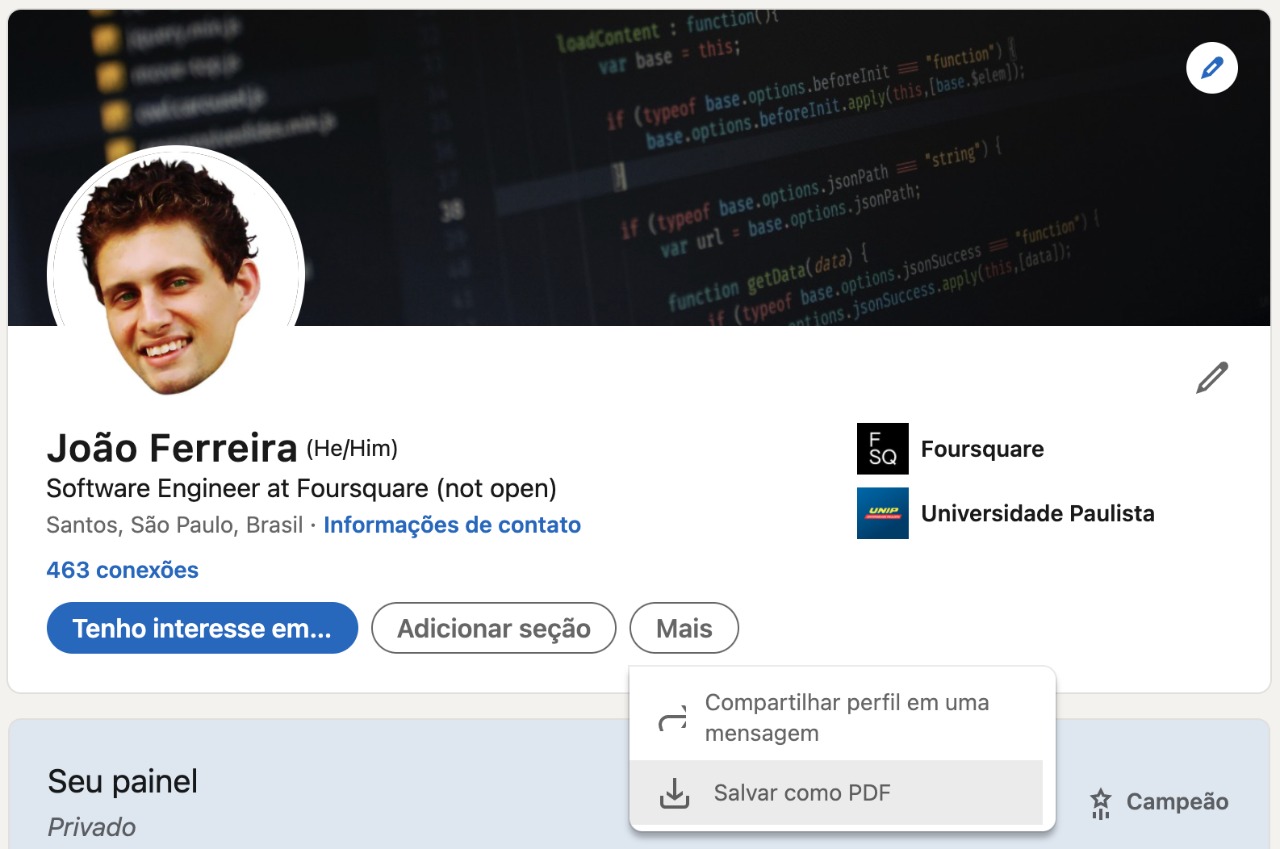 loadContent : function(){
var base = this;
if (typeof base.options.beforeInit === "function") {
base.options.beforeInit.apply(this,[base.$elem]);
}
if (typeof base.options.jsonPath === "string") {
var url = base.options.jsonPath;
function getData(data) {
if (typeof base.options.jsonSuccess === "function") {
base.options.jsonSuccess.apply(this,[data]);
38
João Ferreira (He/Him)
Software Engineer at Foursquare (not open)
Santos, São Paulo, Brasil · Informações de contato
463 conexões
F
SQ
Foursquare
UNIP
Universidade Paulista
Tenho interesse em...
Adicionar seção
Mais
Compartilhar perfil em uma
mensagem
Salvar como PDF
Seu painel
Privado
Campeão